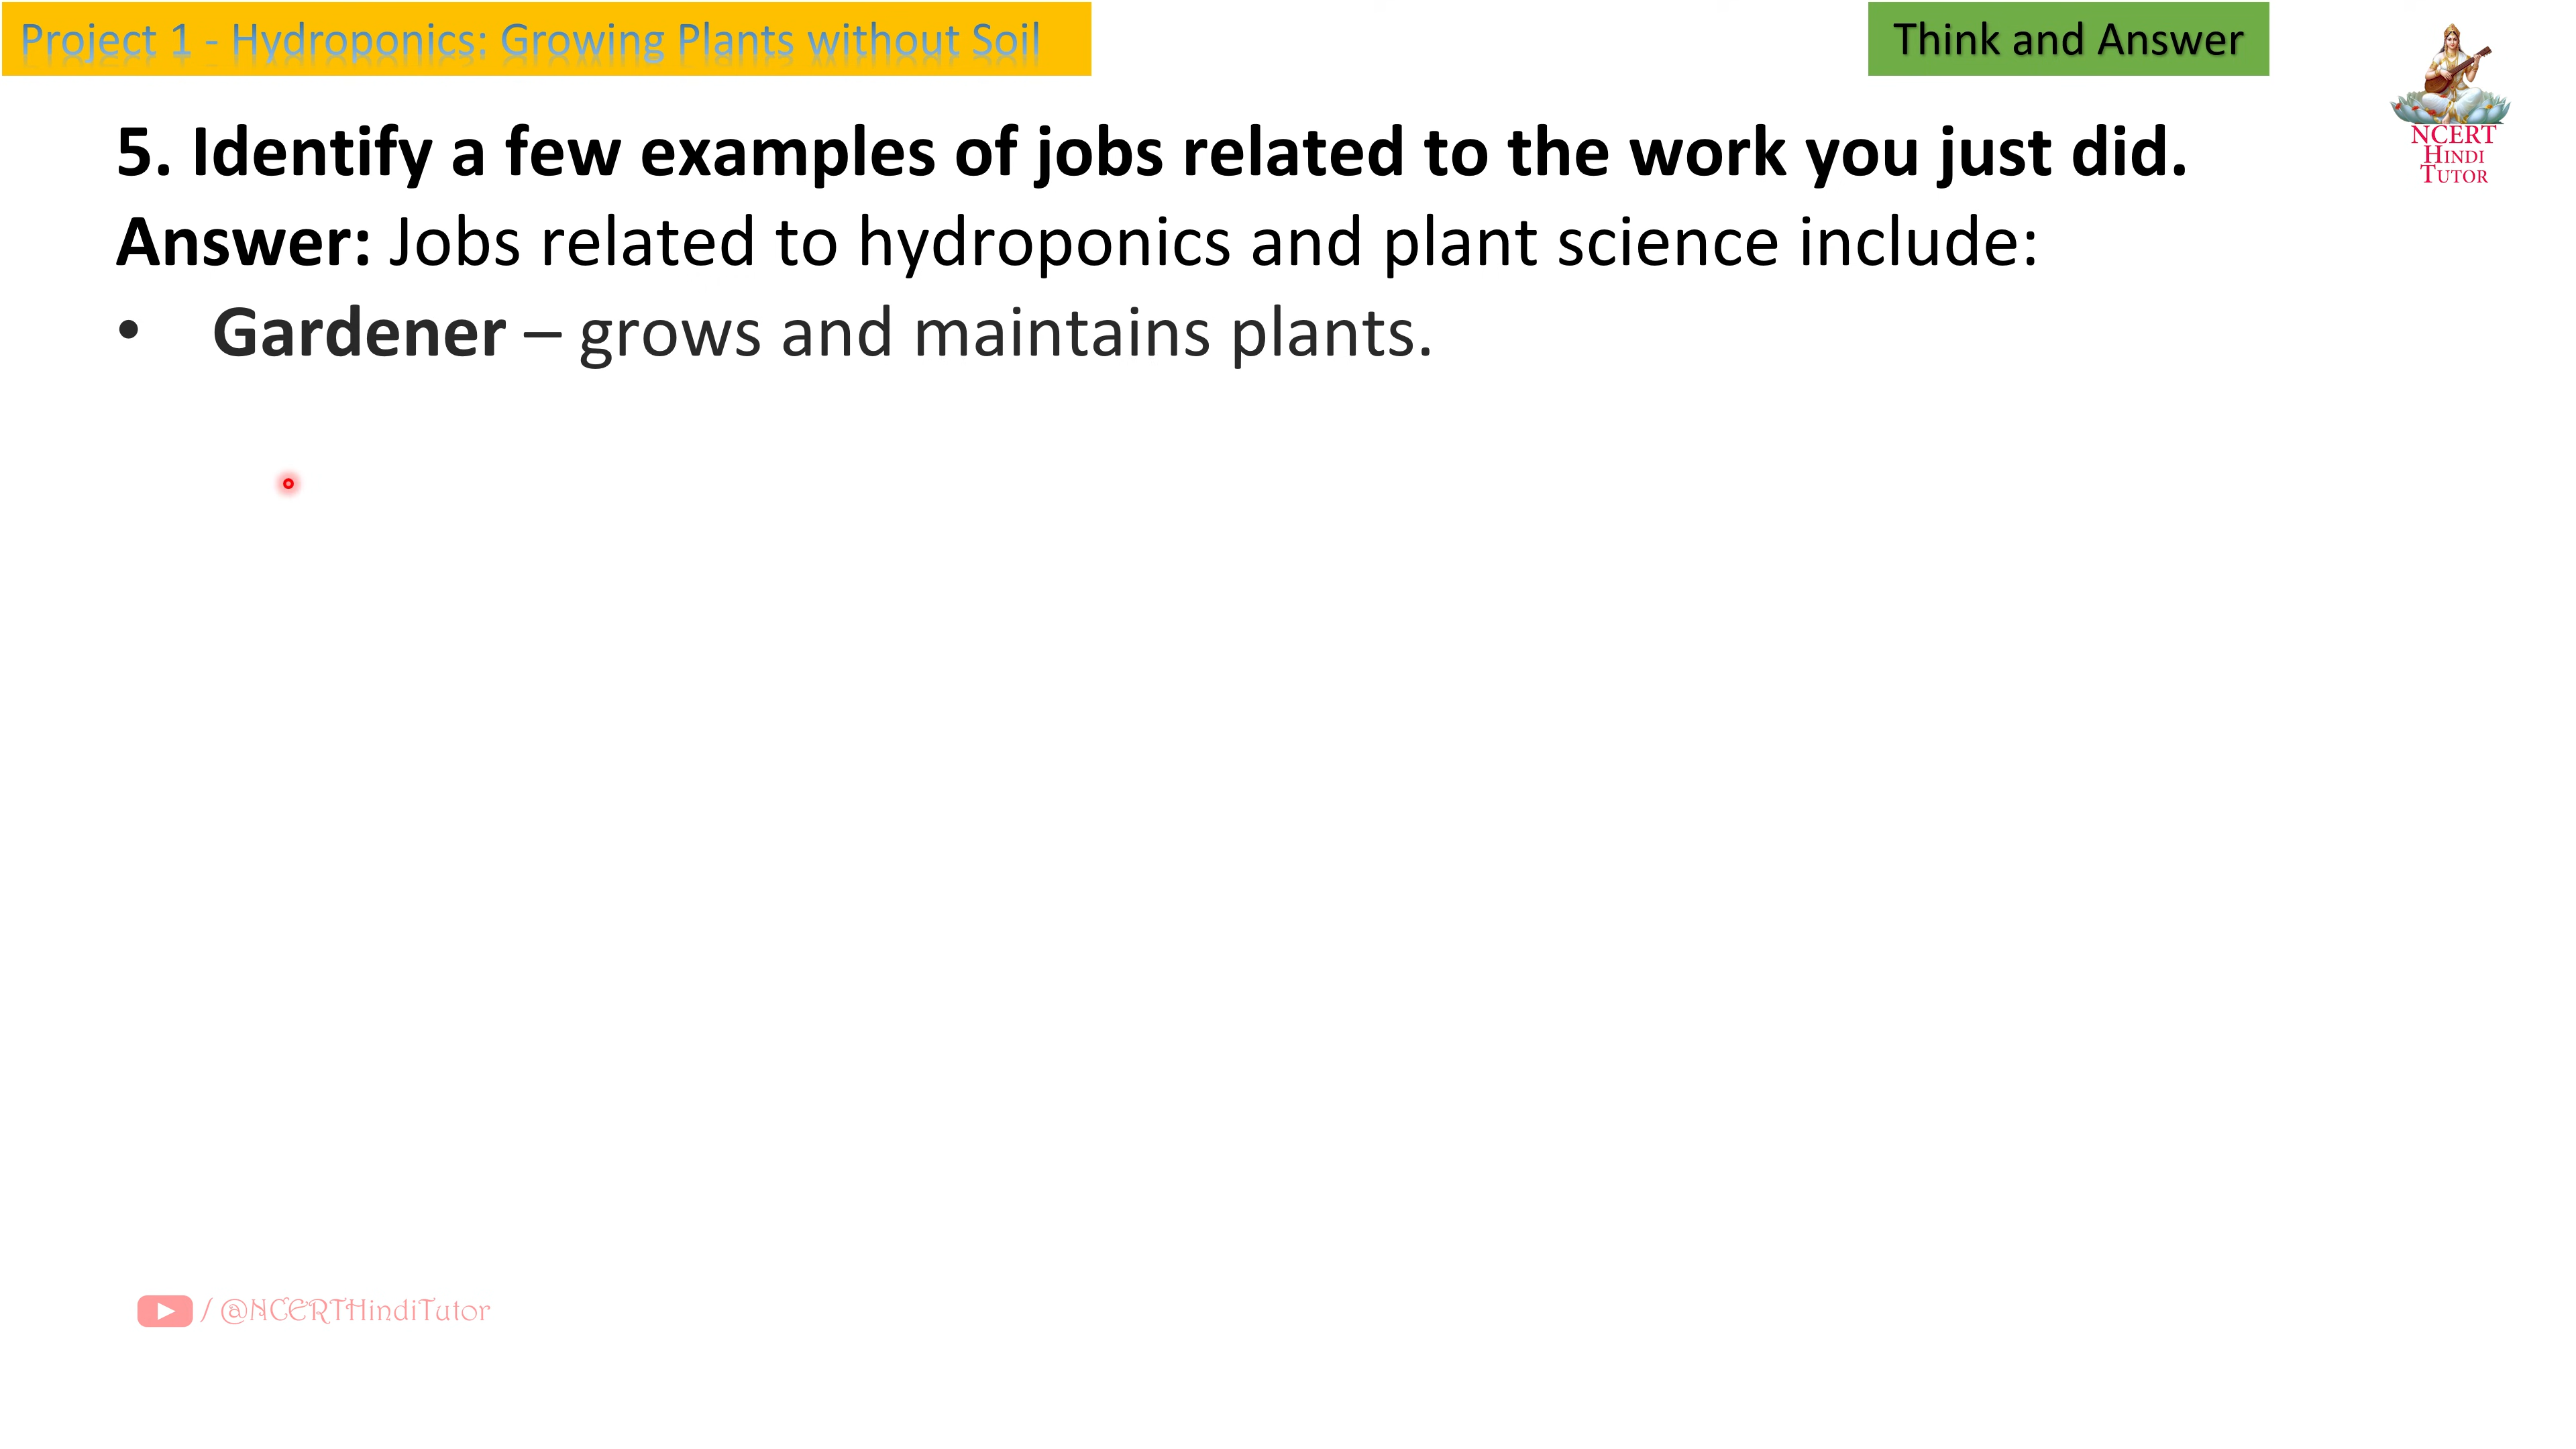 Project 1 - Hydroponics: Growing Plants without Soil
Think and Answer
NCERT
HINDI
TUTOR
5. Identify a few examples of jobs related to the work you just did.
Answer: Jobs related to hydroponics and plant science include:
• Gardener – grows and maintains plants.
/ @NCERTHindiTutor